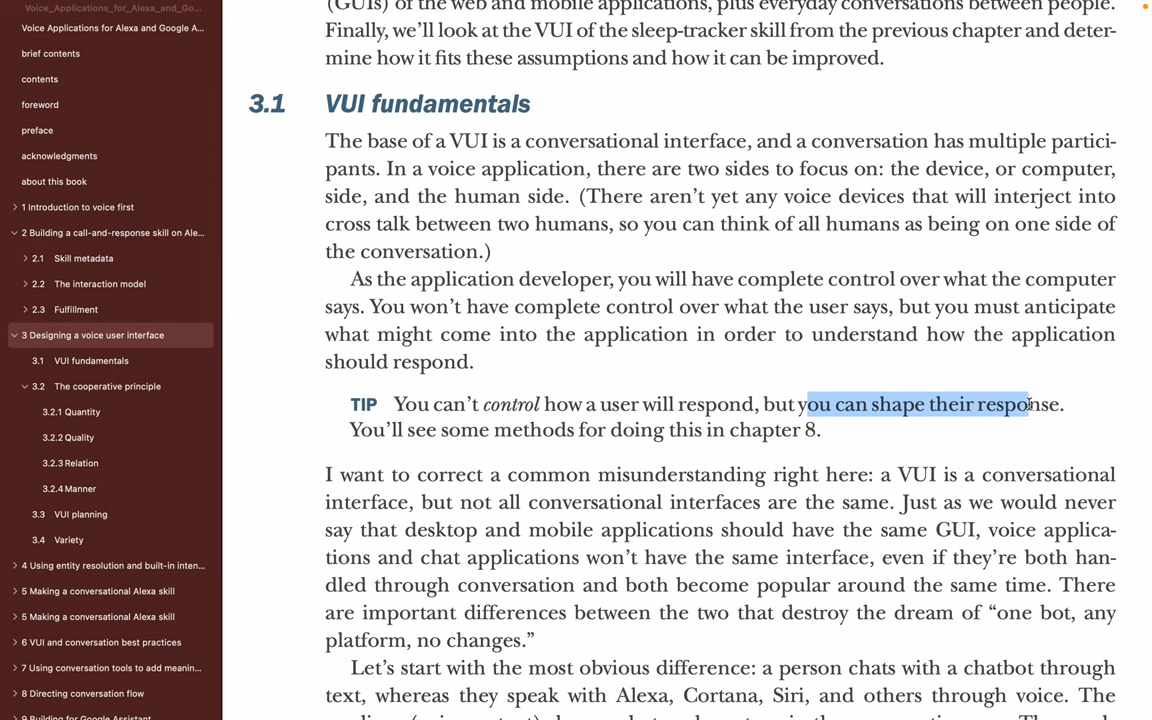 Voice_Applications_for_Alexa_and_Go...
Voice Applications for Alexa and Google A...
brief contents
contents
foreword
preface
acknowledgments
about this book
1 Introduction to voice first
2 Building a call-and-response skill on Ale...
2.1 Skill metadata
2.2 The interaction model
2.3 Fulfillment
3 Designing a voice user interface
3.1 VUI fundamentals
3.2 The cooperative principle
3.2.1 Quantity
3.2.2 Quality
3.2.3 Relation
3.2.4 Manner
3.3 VUI planning
3.4 Variety
4 Using entity resolution and built-in inten...
5 Making a conversational Alexa skill
5 Making a conversational Alexa skill
6 VUI and conversation best practices
7 Using conversation tools to add meanin...
8 Directing conversation flow
9 Building for Google Assistant
(GUIs) of the web and mobile applications, plus everyday conversations between people.
Finally, we'll look at the VUI of the sleep-tracker skill from the previous chapter and deter-
mine how it fits these assumptions and how it can be improved.
3.1 VUI fundamentals
The base of a VUI is a conversational interface, and a conversation has multiple partici-
pants. In a voice application, there are two sides to focus on: the device, or computer,
side, and the human side. (There aren't yet any voice devices that will interject into
cross talk between two humans, so you can think of all humans as being on one side of
the conversation.)
As the application developer, you will have complete control over what the computer
says. You won't have complete control over what the user says, but you must anticipate
what might come into the application in order to understand how the application
should respond.
TIP You can't control how a user will respond, but you can shape their response.
You'll see some methods for doing this in chapter 8.
I want to correct a common misunderstanding right here: a VUI is a conversational
interface, but not all conversational interfaces are the same. Just as we would never
say that desktop and mobile applications should have the same GUI, voice applica-
tions and chat applications won't have the same interface, even if they're both han-
dled through conversation and both become popular around the same time. There
are important differences between the two that destroy the dream of "one bot, any
platform, no changes."
Let's start with the most obvious difference: a person chats with a chatbot through
text, whereas they speak with Alexa, Cortana, Siri, and others through voice. The